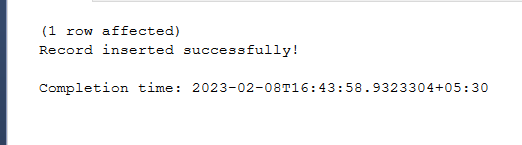 (1 row affected)
Record inserted successfully!
Completion time: 2023-02-08T16:43:58.9323304+05:30